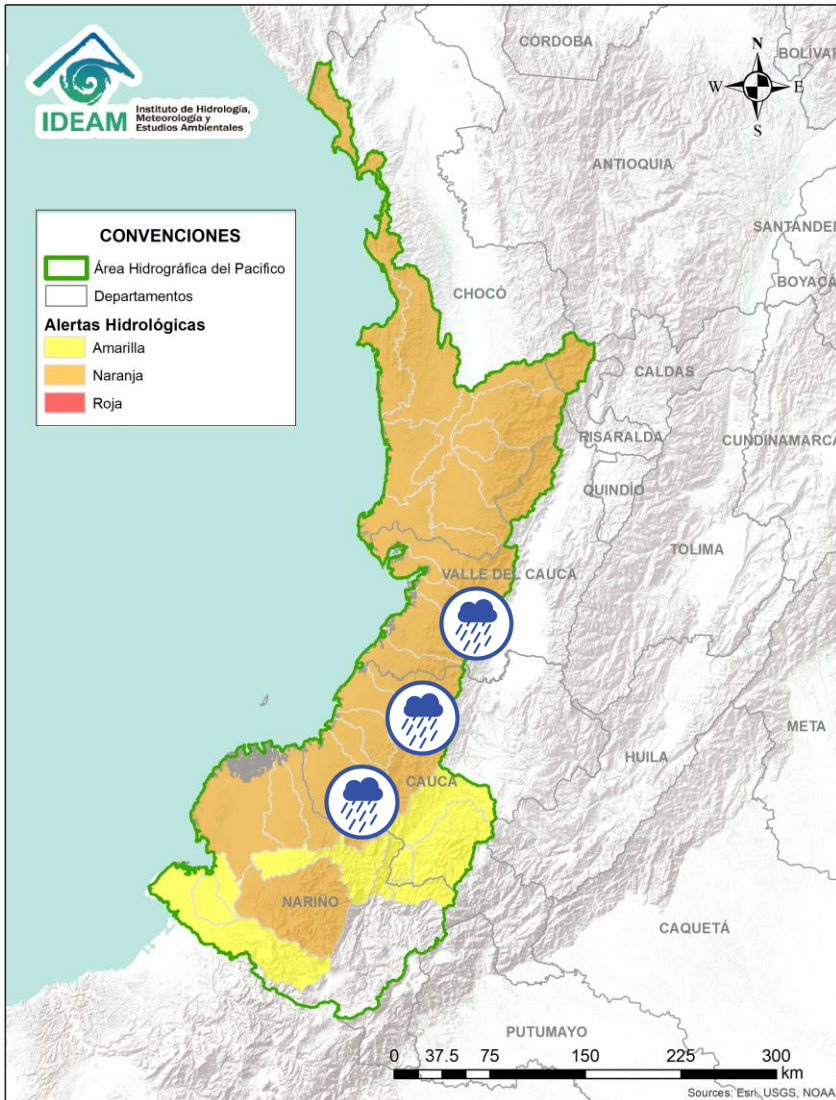 IDEAM
Instituto de Hidrología,
Meteorología y
Estudios Ambientales
CÓRDOBA
BOLÍVAR
N
W
E
S
ANTIOQUIA
SANTANDER
BOYACÁ
CONVENCIONES
Área Hidrográfica del Pacifico
Departamentos
Alertas Hidrológicas
Amarilla
Naranja
Roja
CHOCÓ
CALDAS
RISARALDA
CUNDINAMARCA
QUINDÍO
TOLIMA
VALLE DEL CAUCA
META
HUILA
CAUCA
NARIÑO
CAQUETÁ
PUTUMAYO
0 37.5 75 150 225 300
km
Sources: Esri, USGS, NOAA